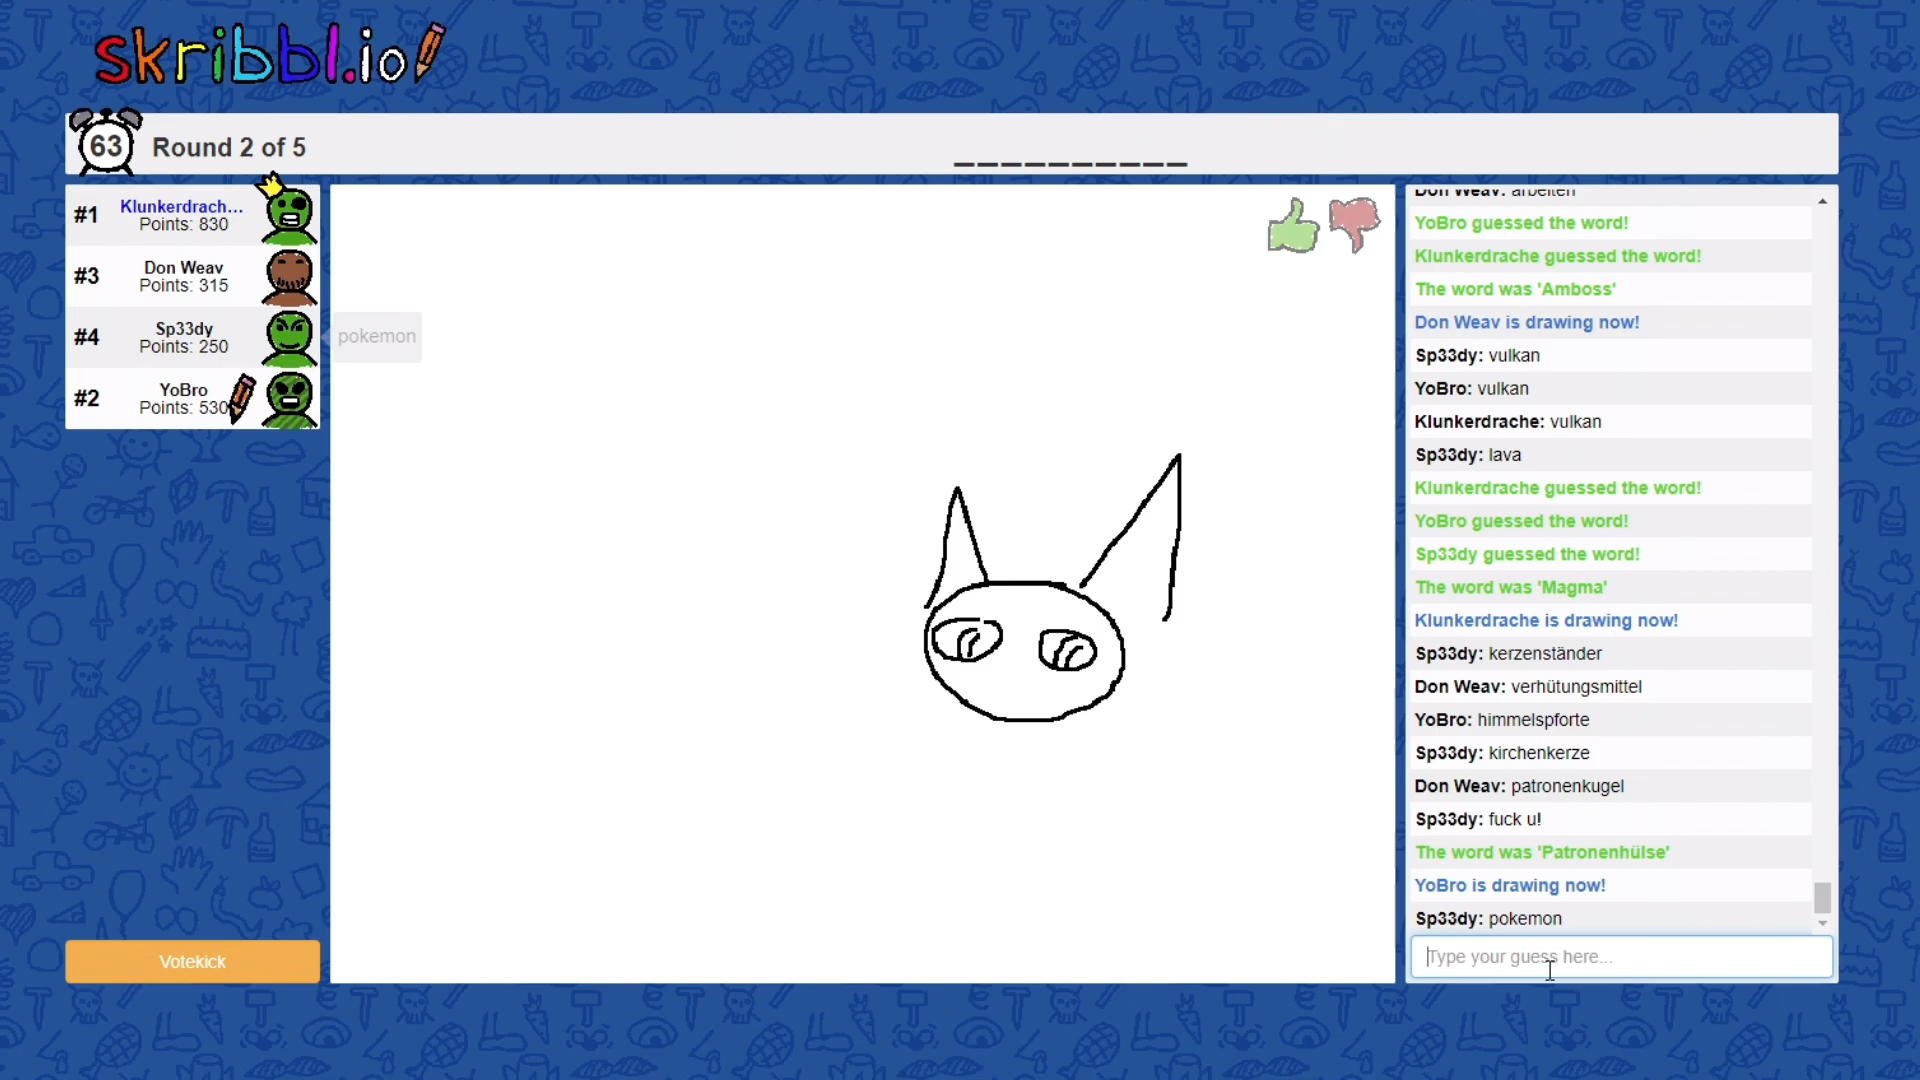 skribbl.io
63
Round 2 of 5
__________
#1
Klunkerdrach...
Points: 830
#3
Don Weav
Points: 315
#4
Sp33dy
Points: 250
pokemon
#2
YoBro
Points: 530
Votekick
Don Weav: arbeiten
YoBro guessed the word!
Klunkerdrache guessed the word!
The word was 'Amboss'
Don Weav is drawing now!
Sp33dy: vulkan
YoBro: vulkan
Klunkerdrache: vulkan
Sp33dy: lava
Klunkerdrache guessed the word!
YoBro guessed the word!
Sp33dy guessed the word!
The word was 'Magma'
Klunkerdrache is drawing now!
Sp33dy: kerzenständer
Don Weav: verhütungsmittel
YoBro: himmelspforte
Sp33dy: kirchenkerze
Don Weav: patronenkugel
Sp33dy: fuck u!
The word was 'Patronenhülse'
YoBro is drawing now!
Sp33dy: pokemon
Type your guess here...